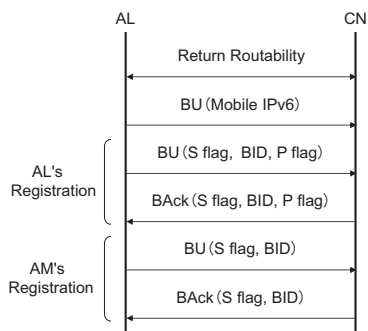 AL CN
Return Routability
BU (Mobile IPv6)
AL's
Registration
BU (S flag, BID, P flag)
BAck (S flag, BID, P flag)
AM's
Registration
BU (S flag, BID)
BAck (S flag, BID)